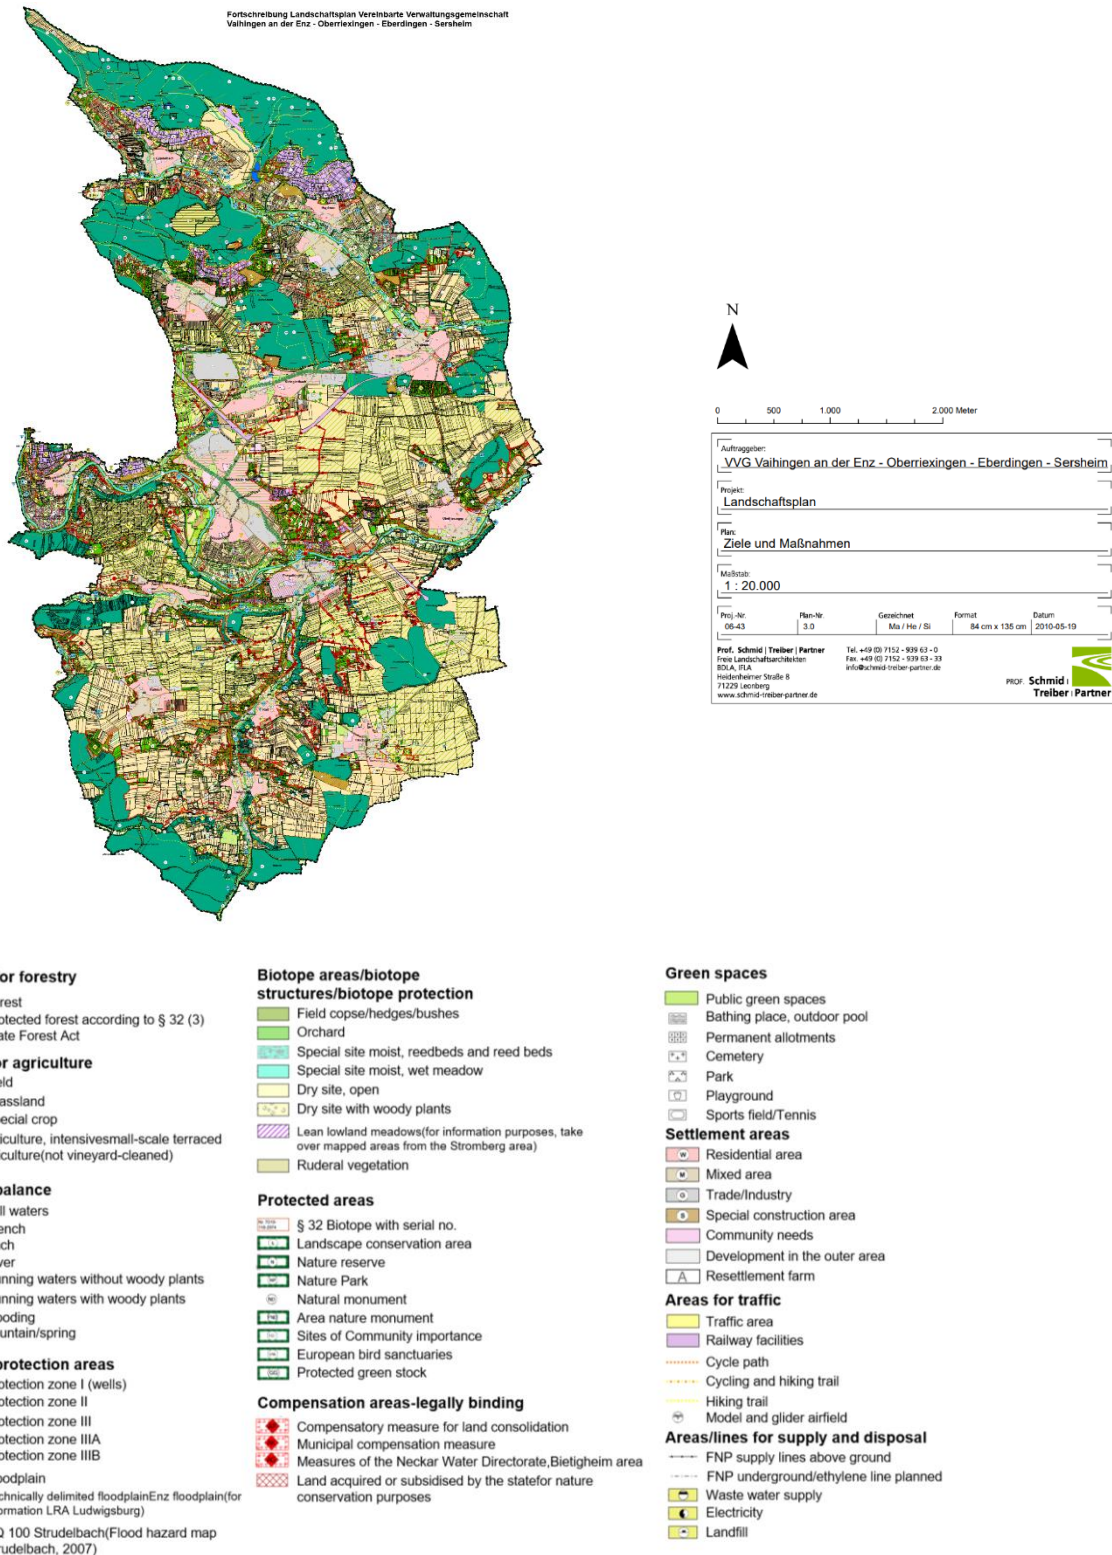 Fortschreibung Landschaftsplan Vereinbarte Verwaltungsgemeinschaft
Vaihingen an der Enz - Oberriexingen - Eberdingen - Sersheim
N
0 500 1.000 2.000 Meter
Auftraggeber:
VVG Vaihingen an der Enz - Oberriexingen - Eberdingen - Sersheim
Projekt:
Landschaftsplan
Plan:
Ziele und Maßnahmen
Maßstab:
1 : 20.000
Proj.-Nr. Plan-Nr. Gezeichnet Format Datum
06-43 3.0 Ma / He / Si 84 cm x 135 cm 2010-05-19
Prof. Schmid | Treiber | Partner
Freie Landschaftsarchitekten
BDLA, IFLA
Heidenheimer Straße 8
71229 Leonberg
www.schmid-treiber-partner.de
Tel. +49 (0) 7152 - 939 63 - 0
Fax. +49 (0) 7152 - 939 63 - 33
info@schmid-treiber-partner.de
PROF. Schmid |
Treiber | Partner
or forestry
rest
otected forest according to § 32 (3)
ate Forest Act
or agriculture
eld
assland
ecial crop
iculture, intensivesmall-scale terraced
iculture(not vineyard-cleaned)
balance
ll waters
ench
ch
ver
unning waters without woody plants
unning waters with woody plants
ooding
untain/spring
protection areas
otection zone I (wells)
otection zone II
otection zone III
otection zone IIIA
otection zone IIIB
oodplain
chnically delimited floodplainEnz floodplain(for
ormation LRA Ludwigsburg)
Q 100 Strudelbach(Flood hazard map
rudelbach, 2007)
Biotope areas/biotope
structures/biotope protection
Field copse/hedges/bushes
Orchard
Special site moist, reedbeds and reed beds
Special site moist, wet meadow
Dry site, open
Dry site with woody plants
Lean lowland meadows(for information purposes, take
over mapped areas from the Stromberg area)
Ruderal vegetation
Protected areas
§ 32 Biotope with serial no.
Landscape conservation area
Nature reserve
Nature Park
Natural monument
Area nature monument
Sites of Community importance
European bird sanctuaries
Protected green stock
Compensation areas-legally binding
Compensatory measure for land consolidation
Municipal compensation measure
Measures of the Neckar Water Directorate,Bietigheim area
Land acquired or subsidised by the statefor nature
conservation purposes
Green spaces
Public green spaces
Bathing place, outdoor pool
Permanent allotments
Cemetery
Park
Playground
Sports field/Tennis
Settlement areas
W Residential area
M Mixed area
G Trade/Industry
S Special construction area
Community needs
Development in the outer area
A Resettlement farm
Areas for traffic
Traffic area
Railway facilities
Cycle path
Cycling and hiking trail
Hiking trail
Model and glider airfield
Areas/lines for supply and disposal
FNP supply lines above ground
FNP underground/ethylene line planned
Waste water supply
Electricity
Landfill